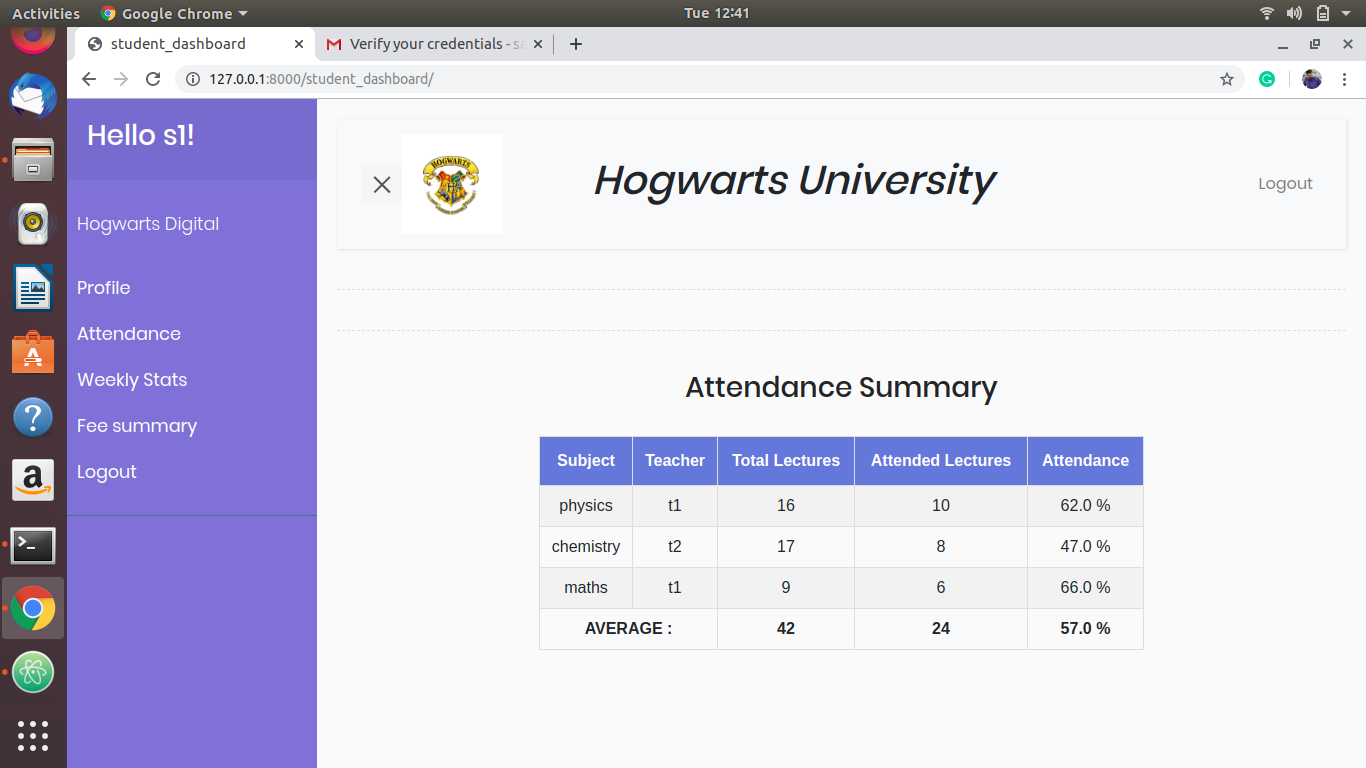 Activities Google Chrome Tue 12:41
student_dashboard Verify your credentials - sa
127.0.0.1:8000/student_dashboard/
Hello s1!
Hogwarts Digital
Profile
Attendance
Weekly Stats
Fee summary
Logout
HOGWARTS
Hogwarts University
Logout
Attendance Summary
Subject Teacher Total Lectures Attended Lectures Attendance
physics t1 16 10 62.0 %
chemistry t2 17 8 47.0 %
maths t1 9 6 66.0 %
AVERAGE : 42 24 57.0 %